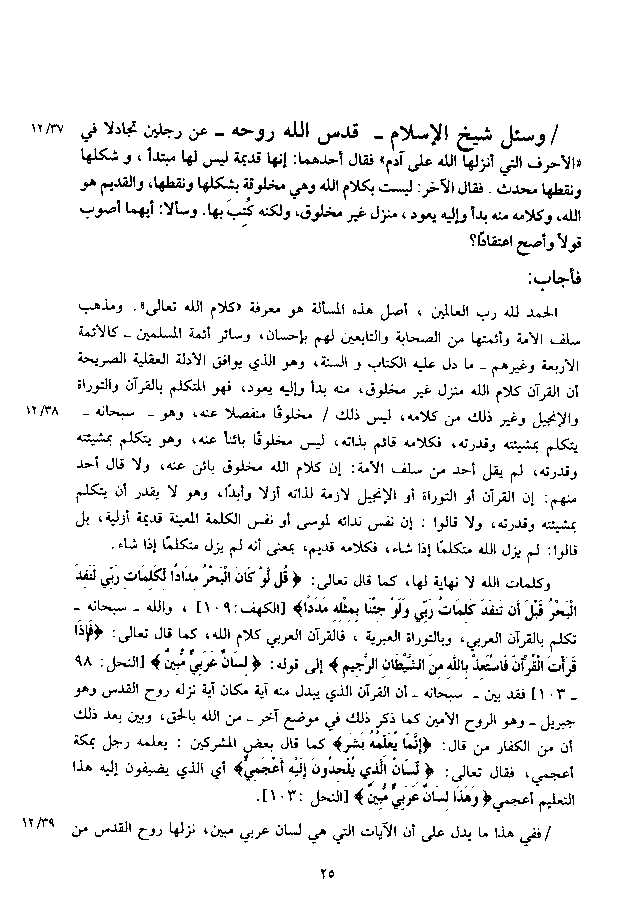 ١٢/٣٧
/ وسئل شيخ الإسلام ـ قدس الله روحه ـ عن رجلين تجادلا في
«الأحرف التي أنزلها الله على آدم» فقال أحدهما: إنها قديمة ليس لها مبتدأ ، و شكلها
ونقطها محدث . فقال الآخر: ليست بكلام الله وهي مخلوقة بشكلها ونقطها، والقديم هو
الله، وكلامه منه بدأ وإليه يعود ، منزل غير مخلوق، ولكنه كُتبَ بها. وسألا: أيهما أصوب
قولاً وأصح اعتقادًا؟
فأجاب:
الحمد لله رب العالمين ، أصل هذه المسألة هو معرفة «كلام الله تعالى». ومذهب
سلف الأمة وأئمتها من الصحابة والتابعين لهم بإحسان، وسائر أئمة المسلمين ـ كالأئمة
الأربعة وغيرهم ـ ما دل عليه الكتاب و السنة، وهو الذي يوافق الأدلة العقلية الصريحة
أن القرآن كلام الله منزل غير مخلوق، منه بدأ وإليه يعود، فهو المتكلم بالقرآن والتوراة
١٢/٣٨
والإنجيل وغير ذلك من كلامه، ليس ذلك / مخلوقًا منفصلا عنه، وهو ـ سبحانه ـ
يتكلم بمشيئته وقدرته، فكلامه قائم بذاته، ليس مخلوقًا بائناً عنه، وهو يتكلم بمشيئته
وقدرته، لم يقل أحد من سلف الأمة: إن كلام الله مخلوق بائن عنه، ولا قال أحد
منهم: إن القرآن أو التوراة أو الإنجيل لازمة لذاته أزلا وأبدًا، وهو لا يقدر أن يتكلم
بمشيئته وقدرته، ولا قالوا : إن نفس ندائه لموسى أو نفس الكلمة المعينة قديمة أزلية، بل
قالوا: لم يزل الله متكلمًا إذا شاء، فكلامه قديم، بمعنى أنه لم يزل متكلمًا إذا شاء.
وكلمات الله لا نهاية لها، كما قال تعالى: ﴿ قُل لَّوْ كَانَ الْبَحْرُ مِدَادًا لِّكَلِمَاتِ رَبِّي لَنَفِدَ
الْبَحْرُ قَبْلَ أَن تَنفَدَ كَلِمَاتُ رَبِّي وَلَوْ جِئْنَا بِمِثْلِهِ مَدَدًا﴾ [الكهف:١٠٩] ، والله ـ سبحانه ـ
تكلم بالقرآن العربي، وبالتوراة العبرية ، فالقرآن العربي كلام الله، كما قال تعالى: ﴿فَإِذَا
قَرَأْتَ الْقُرْآنَ فَاسْتَعِذْ بِاللَّهِ مِنَ الشَّيْطَانِ الرَّجِيمِ﴾ إلى قوله: ﴿ لِسَانٌ عَرَبِيٌّ مُّبِينٌ ﴾ [النحل: ٩٨
ـ ١٠٣] فقد بين ـ سبحانه ـ أن القرآن الذي يبدل منه آية مكان آية نزله روح القدس وهو
جبريل ـ وهو الروح الأمين كما ذكر ذلك في موضع آخر ـ من الله بالحق، وبين بعد ذلك
أن من الكفار من قال: ﴿إِنَّمَا يُعَلِّمُهُ بَشَرٌ﴾ كما قال بعض المشركين : يعلمه رجل بمكة
أعجمي، فقال تعالى: ﴿ لِسَانُ الَّذِي يُلْحِدُونَ إِلَيْهِ أَعْجَمِيٌّ﴾ أي الذي يضيفون إليه هذا
التعليم أعجمي﴿ وَهَذَا لِسَانٌ عَرَبِيٌّ مُّبِينٌ ﴾ [النحل :١٠٣].
١٢/٣٩
/ ففي هذا ما يدل على أن الآيات التي هي لسان عربي مبين، نزلها روح القدس من
٢٥